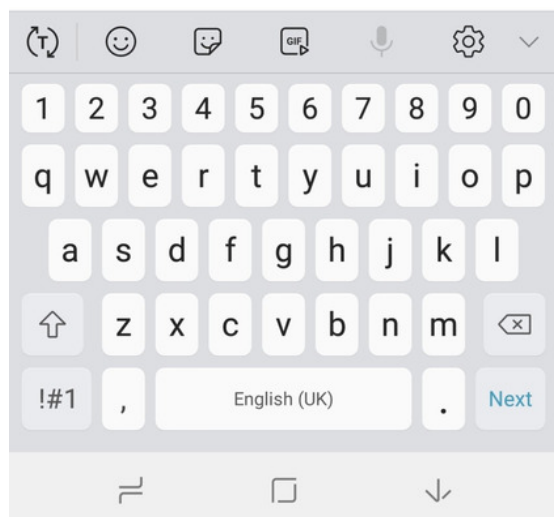 T GIF
1 2 3 4 5 6 7 8 9 0
q w e r t y u i o p
a s d f g h j k l
z x c v b n m
!#1 , English (UK) . Next